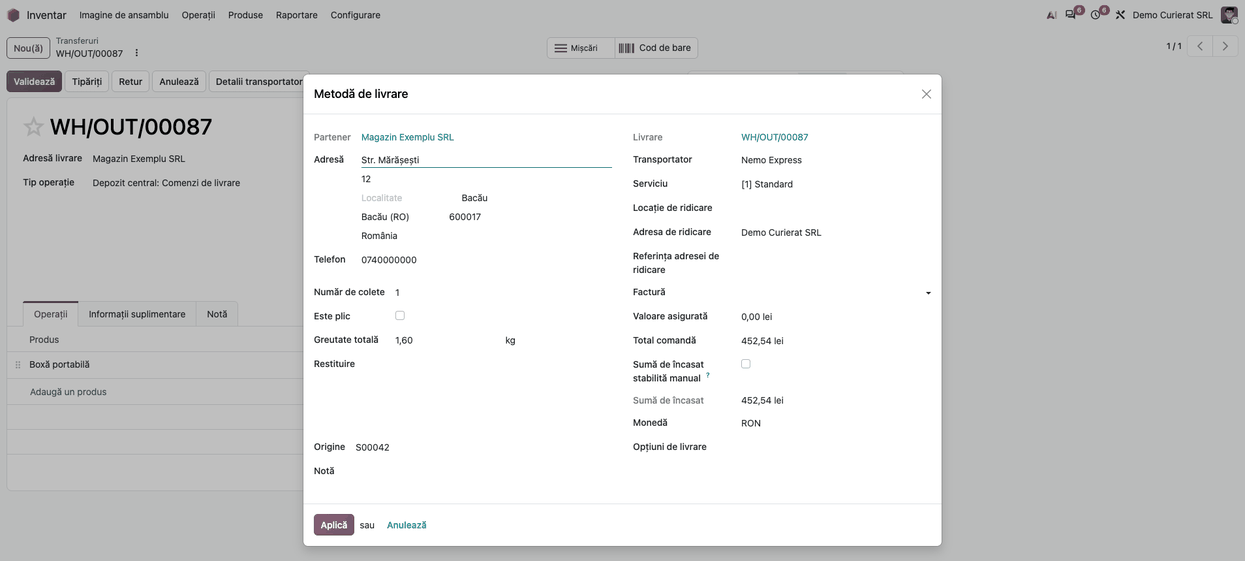 Inventar
Imagine de ansamblu
Operații
Produse
Raportare
Configurare
6
6
Demo Curierat SRL
Nou(ă)
Transferuri
WH/OUT/00087
Mișcări
Cod de bare
1 / 1
Validează
Tipăriți
Retur
Anulează
Detalii transportator
WH/OUT/00087
Adresă livrare
Magazin Exemplu SRL
Tip operație
Depozit central: Comenzi de livrare
Operații
Informații suplimentare
Notă
Produs
Boxă portabilă
Adaugă un produs
Metodă de livrare
Partener
Magazin Exemplu SRL
Adresă
Str. Mărășești
12
Localitate
Bacău
Bacău (RO)
600017
România
Telefon
0740000000
Număr de colete
1
Este plic
Greutate totală
1,60
kg
Restituire
Origine
S00042
Notă
Livrare
WH/OUT/00087
Transportator
Nemo Express
Serviciu
[1] Standard
Locație de ridicare
Adresa de ridicare
Demo Curierat SRL
Referința adresei de
ridicare
Factură
Valoare asigurată
0,00 lei
Total comandă
452,54 lei
Sumă de încasat
stabilită manual ?
Sumă de încasat
452,54 lei
Monedă
RON
Opțiuni de livrare
Aplică
sau
Anulează